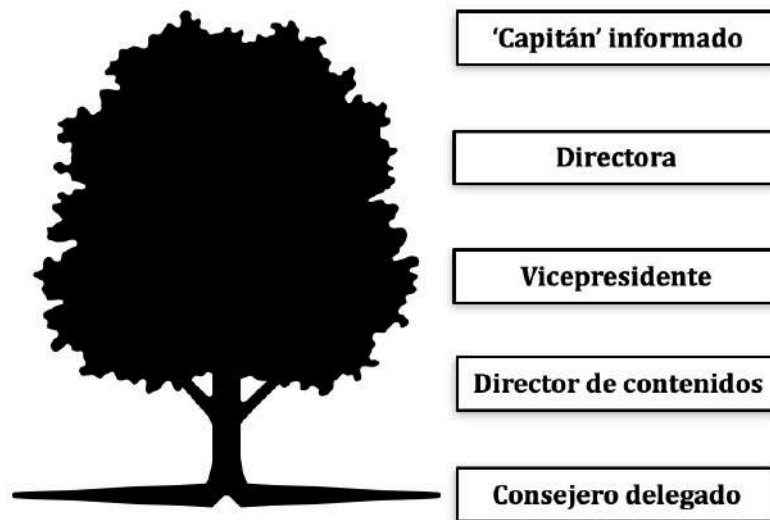 ‘Capitán’ informado
Directora
Vicepresidente
Director de contenidos
Consejero delegado